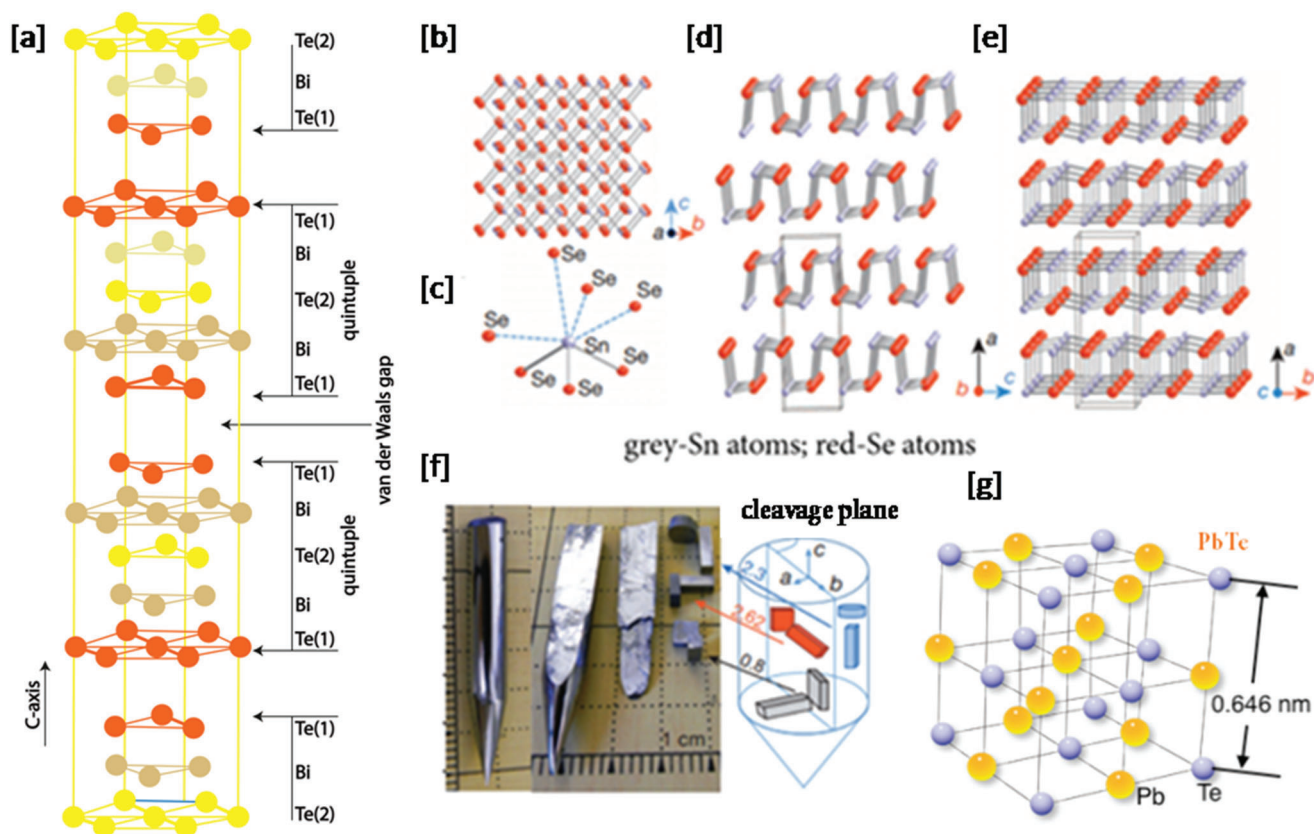 [a]
Te(2)
Bi
Te(1)
Te(1)
Bi
Te(2)
Bi
Te(1)
quintuple
van der Waals gap
Te(1)
Bi
Te(2)
Bi
Te(1)
quintuple
Te(1)
Bi
Te(2)
C-axis
[b]
c
a
b
[c]
Se
Se
Se
Se
Sn
Se
Se
Se
[d]
a
b
c
[e]
a
c
b
grey-Sn atoms; red-Se atoms
[f]
1 cm
cleavage plane
c
a
b
2.3
2.62
0.8
[g]
PbTe
0.646 nm
Pb
Te